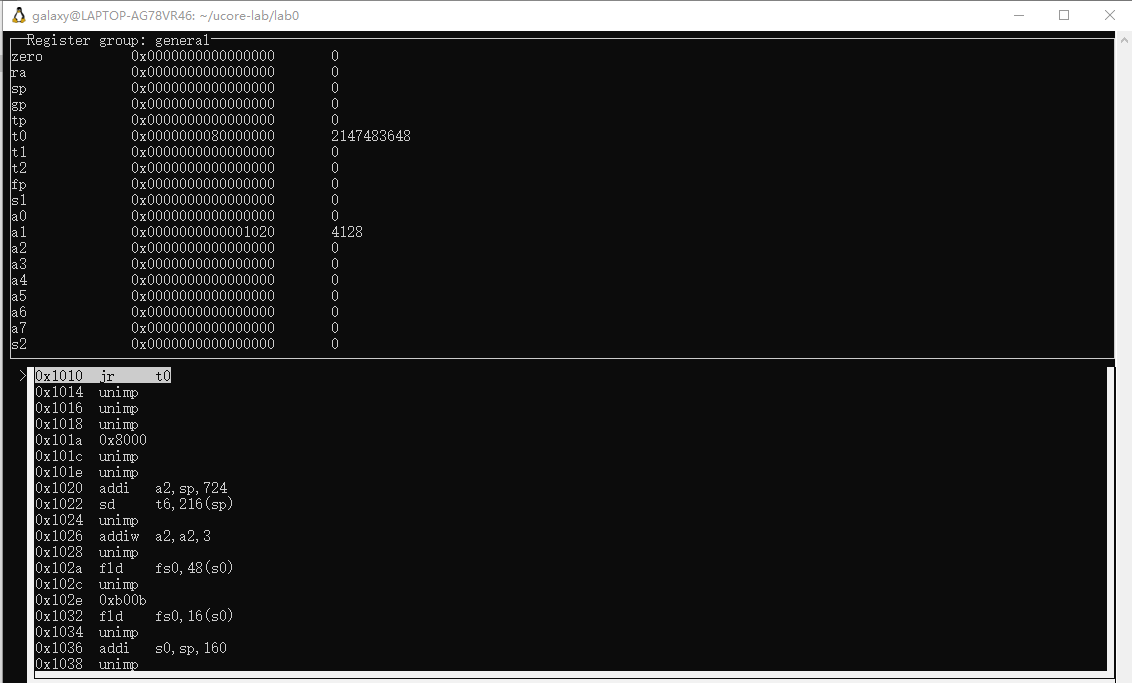 galaxy@LAPTOP-AG78VR46: ~/ucore-lab/lab0
Register group: general
zero 0x0000000000000000 0
ra 0x0000000000000000 0
sp 0x0000000000000000 0
gp 0x0000000000000000 0
tp 0x0000000000000000 0
t0 0x0000000080000000 2147483648
t1 0x0000000000000000 0
t2 0x0000000000000000 0
fp 0x0000000000000000 0
s1 0x0000000000000000 0
a0 0x0000000000000000 0
a1 0x0000000000001020 4128
a2 0x0000000000000000 0
a3 0x0000000000000000 0
a4 0x0000000000000000 0
a5 0x0000000000000000 0
a6 0x0000000000000000 0
a7 0x0000000000000000 0
s2 0x0000000000000000 0
>0x1010 jr t0
0x1014 unimp
0x1016 unimp
0x1018 unimp
0x101a 0x8000
0x101c unimp
0x101e unimp
0x1020 addi a2,sp,724
0x1022 sd t6,216(sp)
0x1024 unimp
0x1026 addiw a2,a2,3
0x1028 unimp
0x102a fld fs0,48(s0)
0x102c unimp
0x102e 0xb00b
0x1032 fld fs0,16(s0)
0x1034 unimp
0x1036 addi s0,sp,160
0x1038 unimp